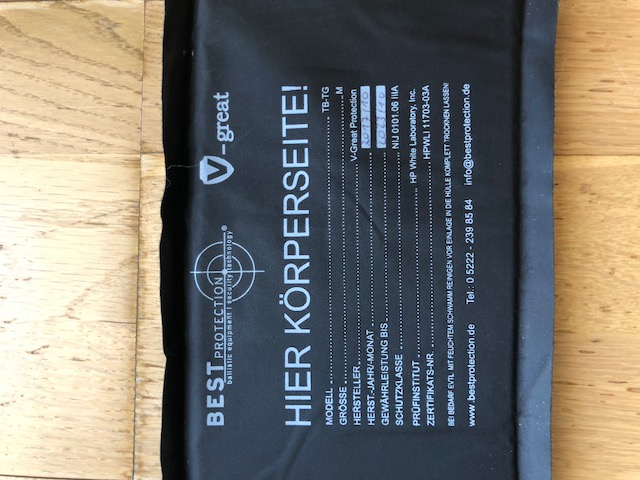 BEST PROTECTION®
ballistic equipment | security technology
V-great
HIER KÖRPERSEITE!
MODELL TB-TG
GRÖSSE M
HERSTELLER V-Great Protection
HERST.-JAHR/-MONAT
GEWÄHRLEISTUNG BIS
SCHUTZKLASSE NIJ 0101.06 IIIA
PRÜFINSTITUT HP White Laboratory, Inc.
ZERTIFIKATS-NR. HPWLI 11703-03A
BEI BEDARF EVTL. MIT FEUCHTEM SCHWAMM REINIGEN VOR EINLAGE IN DIE HÜLLE KOMPLETT TROCKNEN LASSEN!
www.bestprotection.de Tel.: 0 5222 - 239 85 84 info@bestprotection.de